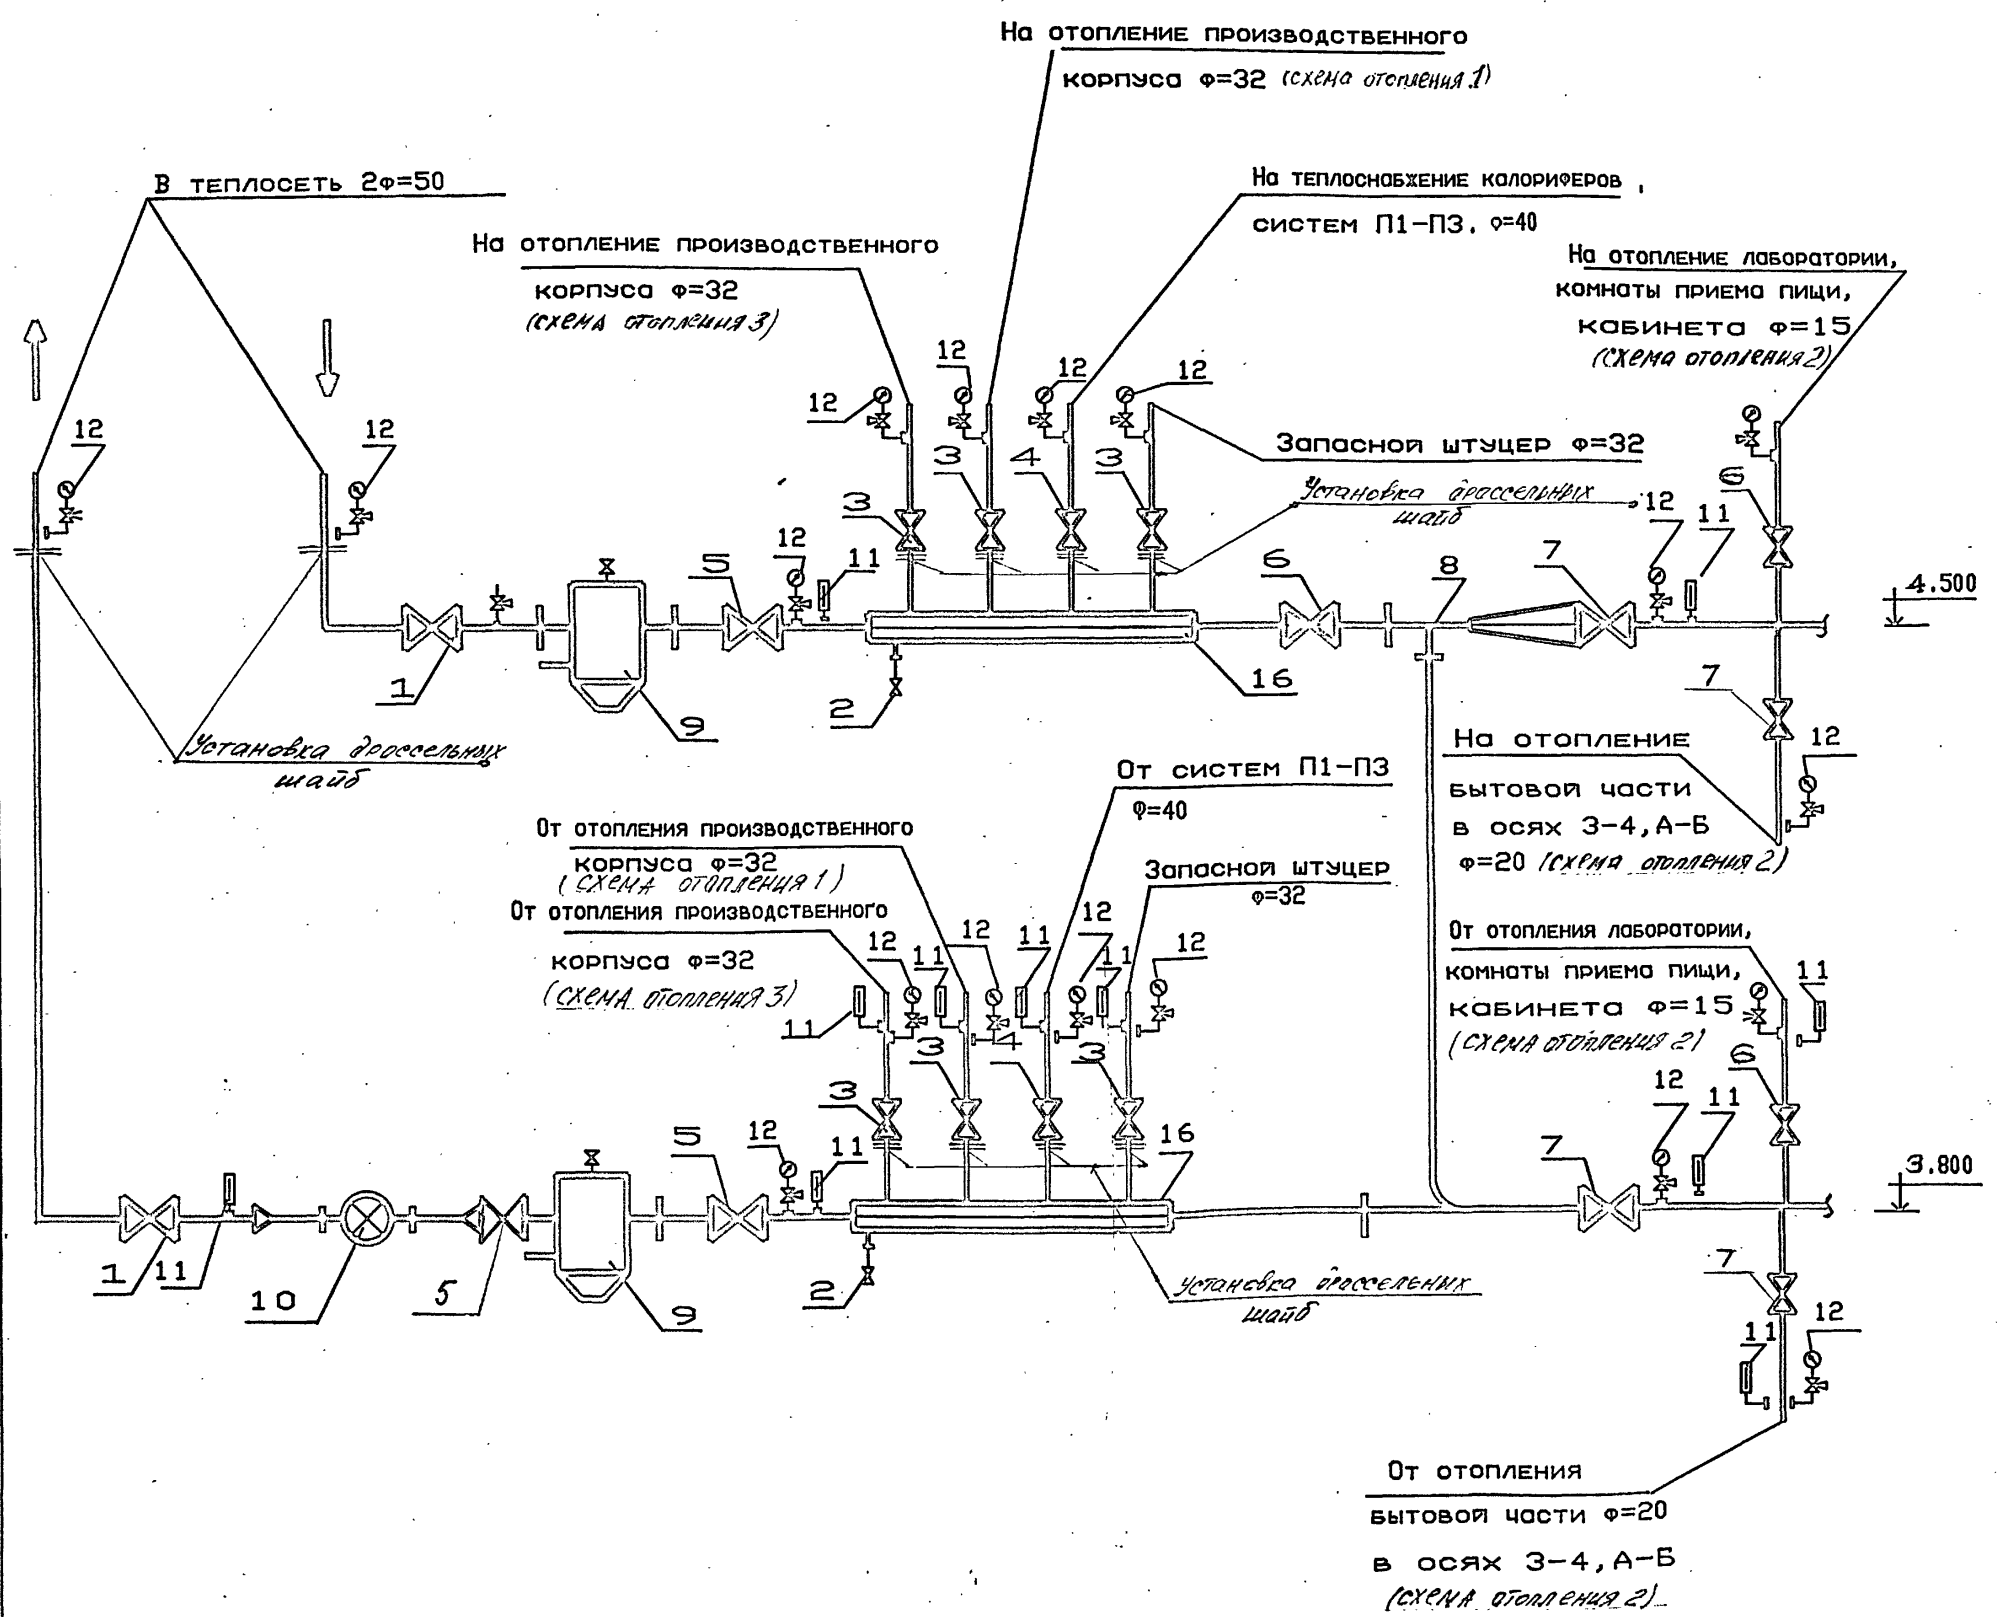 На отопление производственного
корпуса φ=32 (схема отопления 1)
В теплосеть 2φ=50
На теплоснабжение калориферов
систем П1-П3. φ=40
На отопление производственного
корпуса φ=32
(схема отопления 3)
На отопление лаборатории,
комнаты приема пищи,
кабинета φ=15
(схема отопления 2)
12
12
12
12
12
12
Запасной штуцер φ=32
3
4
3
6
Установка дроссельных
шайб
12
11
3
12
11
5
6
8
7
4.500
1
9
2
16
7
Установка дроссельных
шайб
На отопление
12
бытовой части
в осях 3-4, А-Б
φ=20 (схема отопления 2)
От систем П1-П3
φ=40
От отопления производственного
корпуса φ=32
(схема отопления 1)
Запасной штуцер
φ=32
От отопления производственного
корпуса φ=32
(схема отопления 3)
12
11
12
11
12
11
12
11
От отопления лаборатории,
комнаты приема пищи,
кабинета φ=15
(схема отопления 2)
11
3
4
3
6
3
12
11
5
12
11
16
7
12
11
3.800
1
11
10
5
9
2
Установка дроссельных
шайб
7
11
12
От отопления
бытовой части φ=20
в осях 3-4, А-Б
(схема отопления 2)